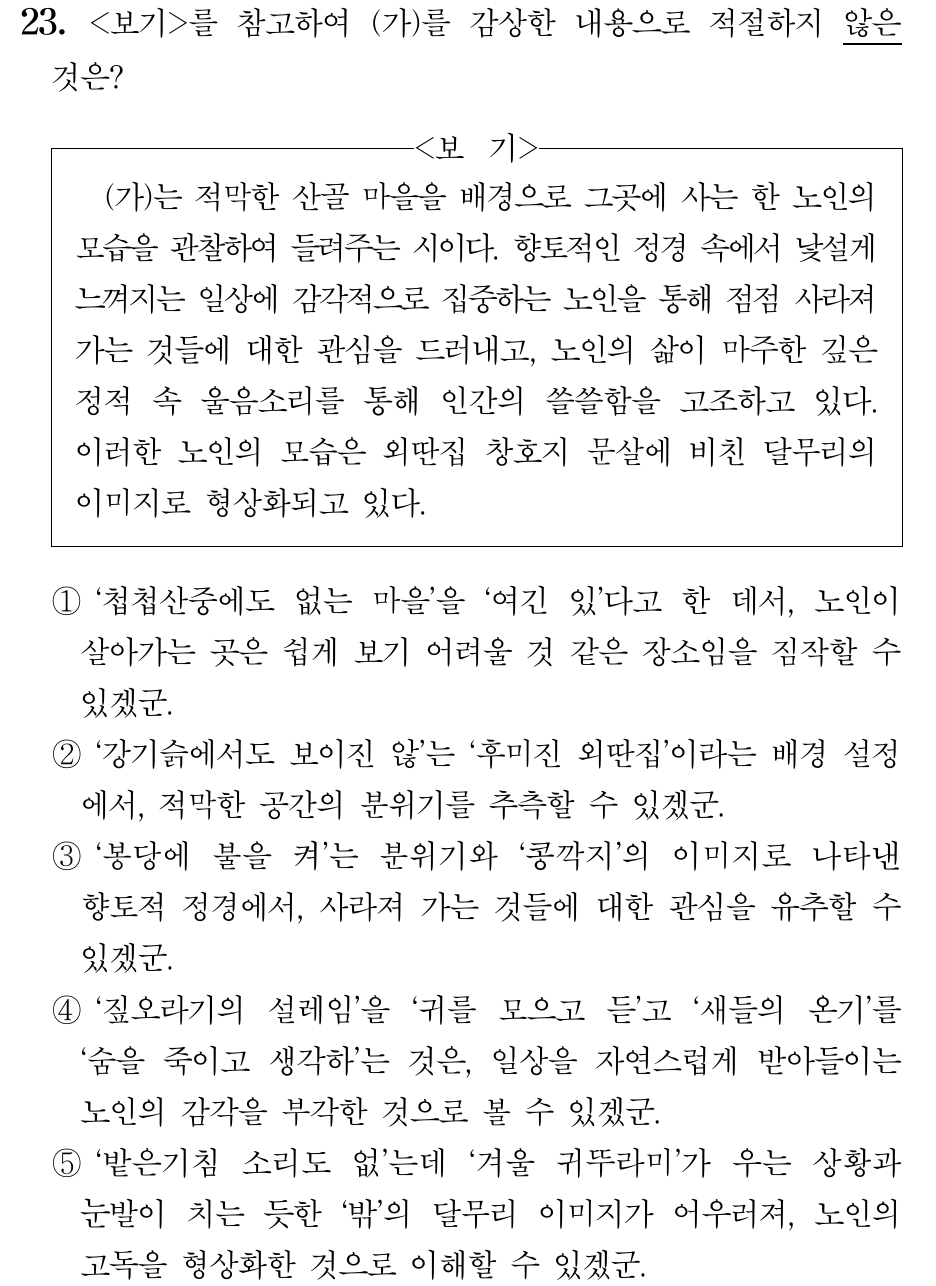 23. <보기>를 참고하여 (가)를 감상한 내용으로 적절하지 않은
것은?
<보 기>
(가)는 적막한 산골 마을을 배경으로 그곳에 사는 한 노인의
모습을 관찰하여 들려주는 시이다. 향토적인 정경 속에서 낯설게
느껴지는 일상에 감각적으로 집중하는 노인을 통해 점점 사라져
가는 것들에 대한 관심을 드러내고, 노인의 삶이 마주한 깊은
정적 속 울음소리를 통해 인간의 쓸쓸함을 고조하고 있다.
이러한 노인의 모습은 외딴집 창호지 문살에 비친 달무리의
이미지로 형상화되고 있다.
① ‘첩첩산중에도 없는 마을’을 ‘여긴 있’다고 한 데서, 노인이
살아가는 곳은 쉽게 보기 어려울 것 같은 장소임을 짐작할 수
있겠군.
② ‘강기슭에서도 보이진 않’는 ‘후미진 외딴집’이라는 배경 설정
에서, 적막한 공간의 분위기를 추측할 수 있겠군.
③ ‘봉당에 불을 켜’는 분위기와 ‘콩깍지’의 이미지로 나타낸
향토적 정경에서, 사라져 가는 것들에 대한 관심을 유추할 수
있겠군.
④ ‘짚오라기의 설레임’을 ‘귀를 모으고 듣’고 ‘새들의 온기’를
‘숨을 죽이고 생각하’는 것은, 일상을 자연스럽게 받아들이는
노인의 감각을 부각한 것으로 볼 수 있겠군.
⑤ ‘밭은기침 소리도 없’는데 ‘겨울 귀뚜라미’가 우는 상황과
눈발이 치는 듯한 ‘밖’의 달무리 이미지가 어우러져, 노인의
고독을 형상화한 것으로 이해할 수 있겠군.